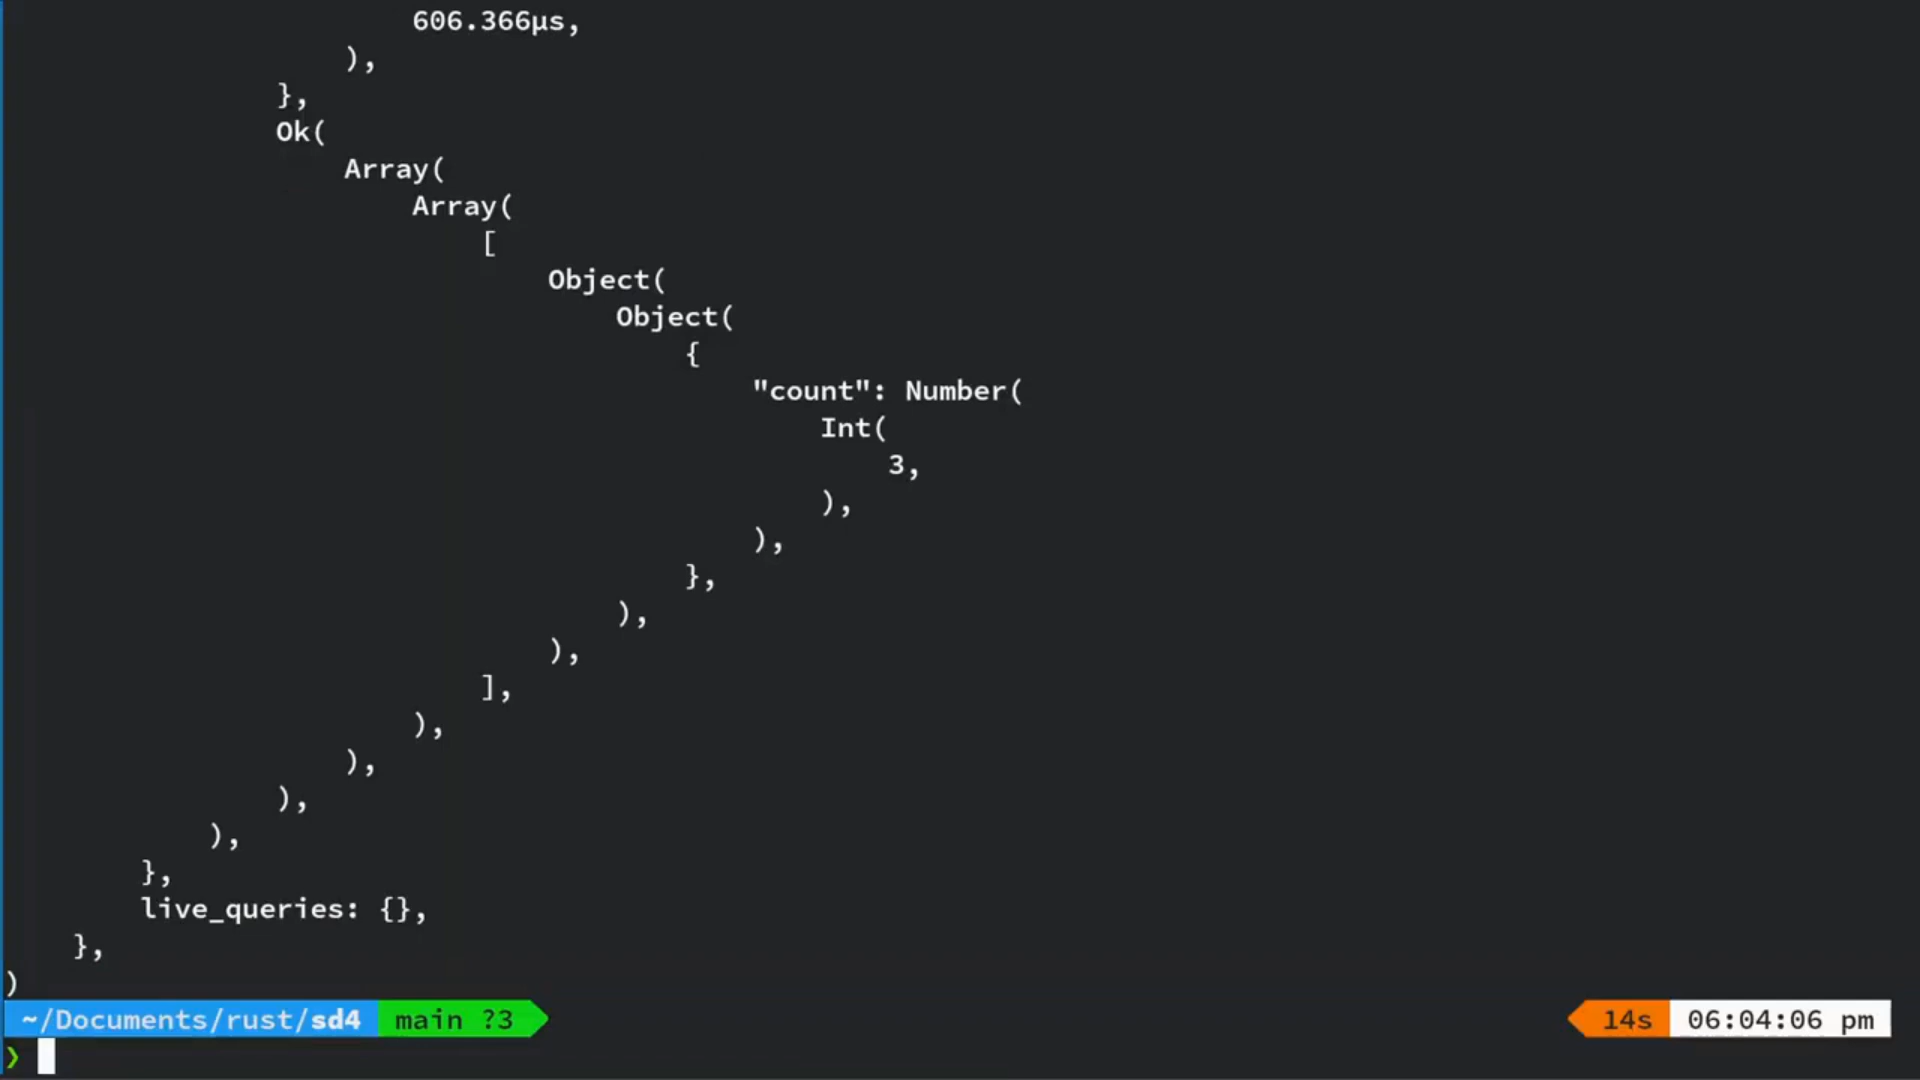 606.366µs,
),
},
Ok(
Array(
Array(
[
Object(
Object(
{
"count": Number(
Int(
3,
),
),
},
),
),
],
),
),
),
),
},
live_queries: {},
},
)
~/Documents/rust/sd4 main ?3 14s 06:04:06 pm
❯